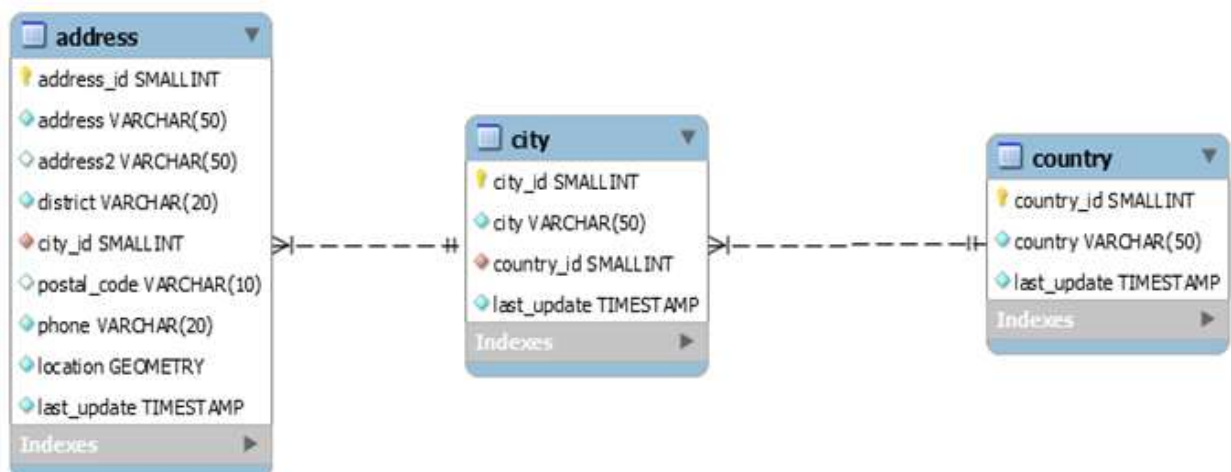 address
address_id SMALLINT
address VARCHAR(50)
address2 VARCHAR(50)
district VARCHAR(20)
city_id SMALLINT
postal_code VARCHAR(10)
phone VARCHAR(20)
location GEOMETRY
last_update TIMESTAMP
Indexes
city
city_id SMALLINT
city VARCHAR(50)
country_id SMALLINT
last_update TIMESTAMP
Indexes
country
country_id SMALLINT
country VARCHAR(50)
last_update TIMESTAMP
Indexes